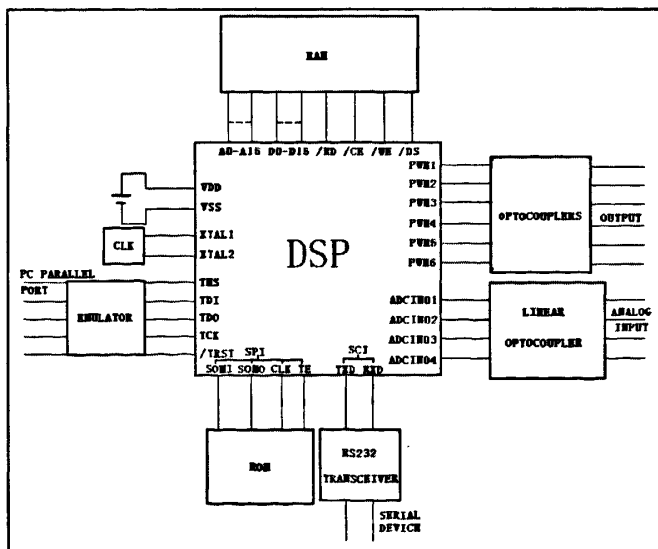 RAM
A0-A15 D0-D15 /RD /CE /WE /DS
VDD
VSS
XTAL1
XTAL2
CLK
DSP
PWM1
PWM2
PWM3
PWM4
PWM5
PWM6
OPTOCOUPLERS
OUTPUT
PC PARALLEL
PORT
EMULATOR
TMS
TDI
TDO
TCK
/TRST
ADCIN01
ADCIN02
ADCIN03
ADCIN04
LINEAR
OPTOCOUPLER
ANALOG
INPUT
SPI
SOMI SOMO CLK TE
SCI
TXD RXD
ROM
RS232
TRANSCHIVER
SERIAL
DEVICE